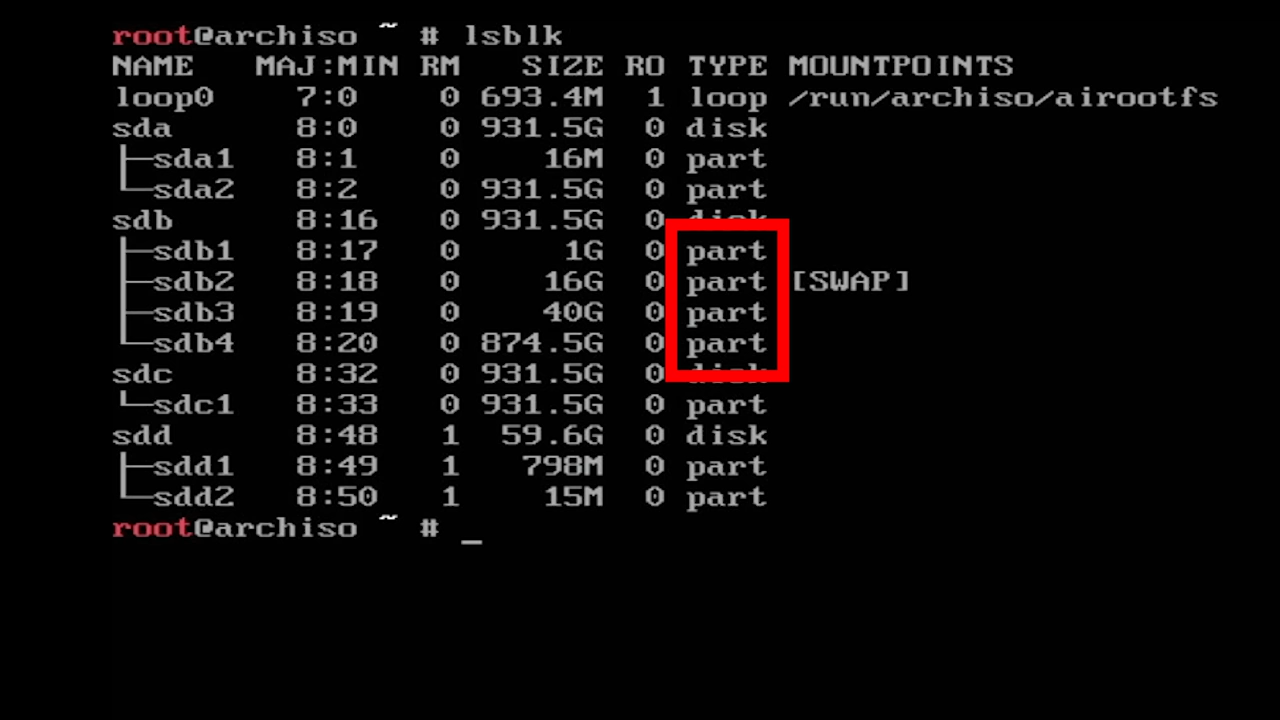 root@archiso ~ # lsblk
NAME   MAJ:MIN RM   SIZE RO TYPE MOUNTPOINTS
loop0    7:0    0 693.4M  1 loop /run/archiso/airootfs
sda      8:0    0 931.5G  0 disk
├─sda1   8:1    0    16M  0 part
└─sda2   8:2    0 931.5G  0 part
sdb      8:16   0 931.5G  0 disk
├─sdb1   8:17   0     1G  0 part
├─sdb2   8:18   0    16G  0 part [SWAP]
├─sdb3   8:19   0    40G  0 part
└─sdb4   8:20   0 874.5G  0 part
sdc      8:32   0 931.5G  0 disk
└─sdc1   8:33   0 931.5G  0 part
sdd      8:48   1  59.6G  0 disk
├─sdd1   8:49   1   798M  0 part
└─sdd2   8:50   1    15M  0 part
root@archiso ~ # _